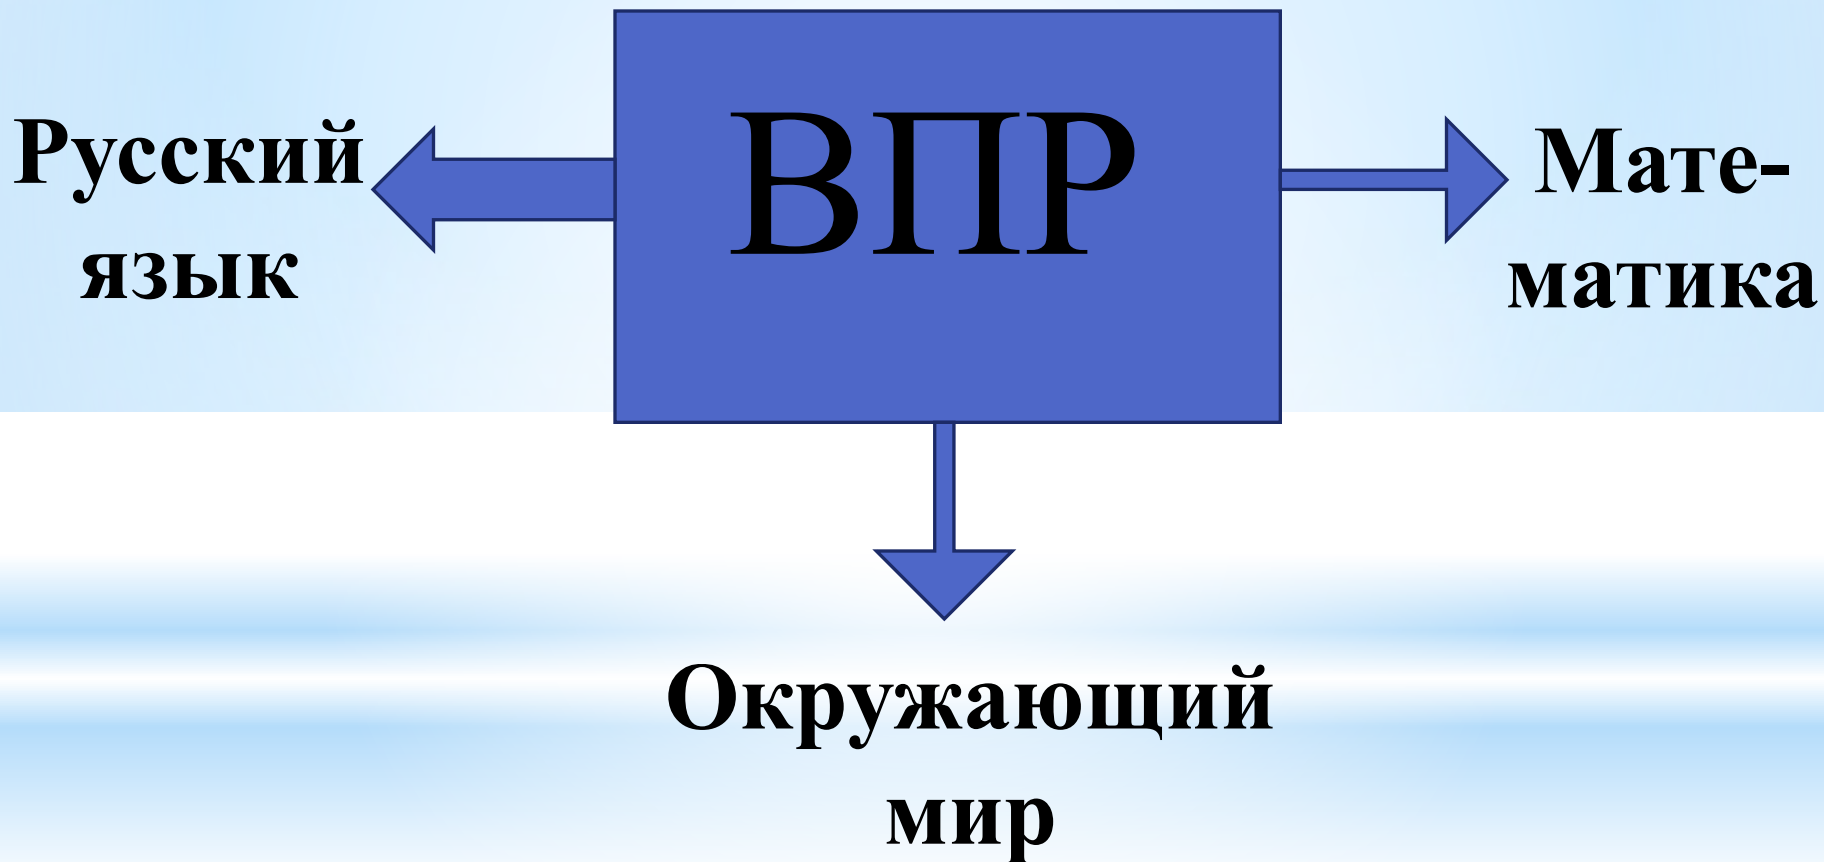 Русский
язык
ВПР
Мате-
матика
Окружающий
мир